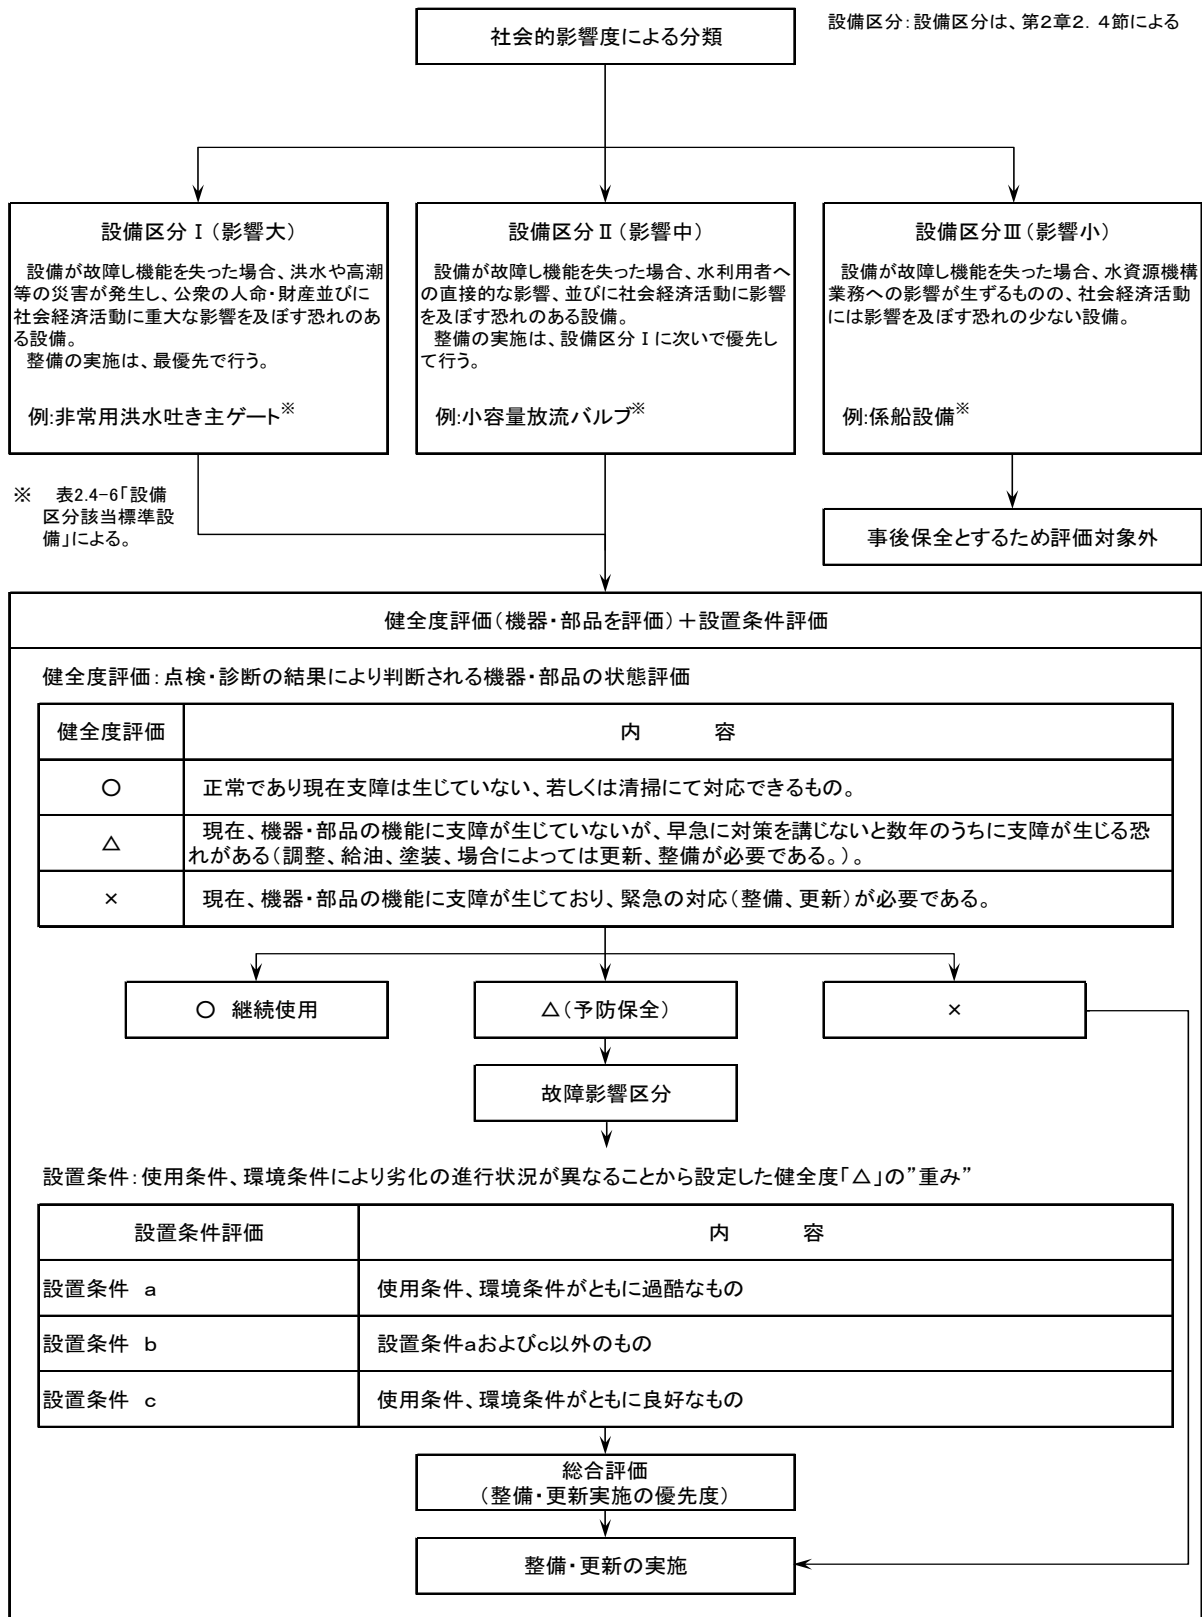 社会的影響度による分類
設備区分：設備区分は、第2章2．4節による
設備区分Ⅰ（影響大）
設備が故障し機能を失った場合、洪水や高潮
等の災害が発生し、公衆の人命・財産並びに
社会経済活動に重大な影響を及ぼす恐れのあ
る設備。
整備の実施は、最優先で行う。
例:非常用洪水吐き主ゲート※
設備区分Ⅱ（影響中）
設備が故障し機能を失った場合、水利用者へ
の直接的な影響、並びに社会経済活動に影響
を及ぼす恐れのある設備。
整備の実施は、設備区分Ⅰに次いで優先し
て行う。
例:小容量放流バルブ※
設備区分Ⅲ（影響小）
設備が故障し機能を失った場合、水資源機構
業務への影響が生ずるものの、社会経済活動
には影響を及ぼす恐れの少ない設備。
例:係船設備※
※　表2.4-6「設備
区分該当標準設
備」による。
事後保全とするため評価対象外
健全度評価（機器・部品を評価）＋設置条件評価
健全度評価：点検・診断の結果により判断される機器・部品の状態評価
健全度評価　内　容
○　正常であり現在支障は生じていない、若しくは清掃にて対応できるもの。
△　現在、機器・部品の機能に支障が生じていないが、早急に対策を講じないと数年のうちに支障が生じる恐
れがある（調整、給油、塗装、場合によっては更新、整備が必要である。）。
×　現在、機器・部品の機能に支障が生じており、緊急の対応（整備、更新）が必要である。
○ 継続使用
△（予防保全）
×
故障影響区分
設置条件：使用条件、環境条件により劣化の進行状況が異なることから設定した健全度「△」の”重み”
設置条件評価　内　容
設置条件　a　使用条件、環境条件がともに過酷なもの
設置条件　b　設置条件aおよびc以外のもの
設置条件　c　使用条件、環境条件がともに良好なもの
総合評価
（整備・更新実施の優先度）
整備・更新の実施